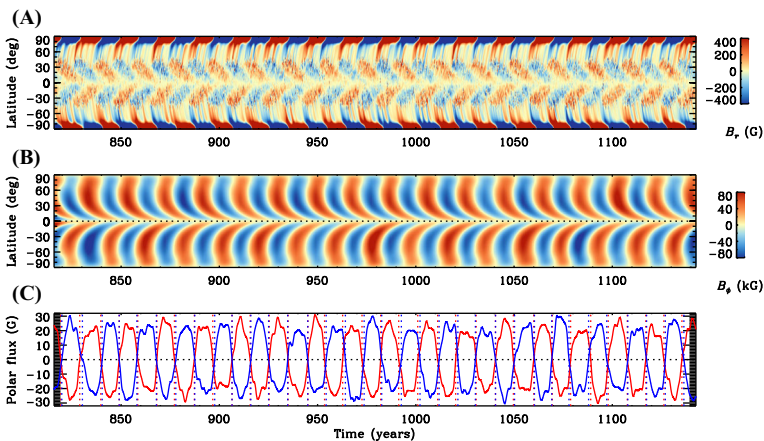 (A)
90
60
30
0
−30
−60
−90
Latitude (deg)
850 900 950 1000 1050 1100
400
200
0
−200
−400
B_r (G)
(B)
90
60
30
0
−30
−60
−90
Latitude (deg)
850 900 950 1000 1050 1100
80
40
0
−40
−80
B_ϕ (kG)
(C)
30
20
10
0
−10
−20
−30
Polar flux (G)
850 900 950 1000 1050 1100
Time (years)